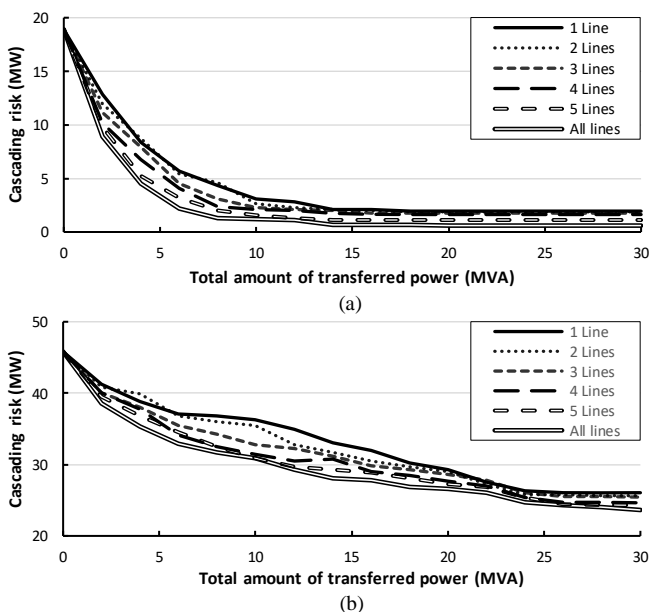 20
15
10
5
0
Cascading risk (MW)
1 Line
2 Lines
3 Lines
4 Lines
5 Lines
All lines
0 5 10 15 20 25 30
Total amount of transferred power (MVA)
(a)
50
40
30
20
Cascading risk (MW)
1 Line
2 Lines
3 Lines
4 Lines
5 Lines
All lines
0 5 10 15 20 25 30
Total amount of transferred power (MVA)
(b)